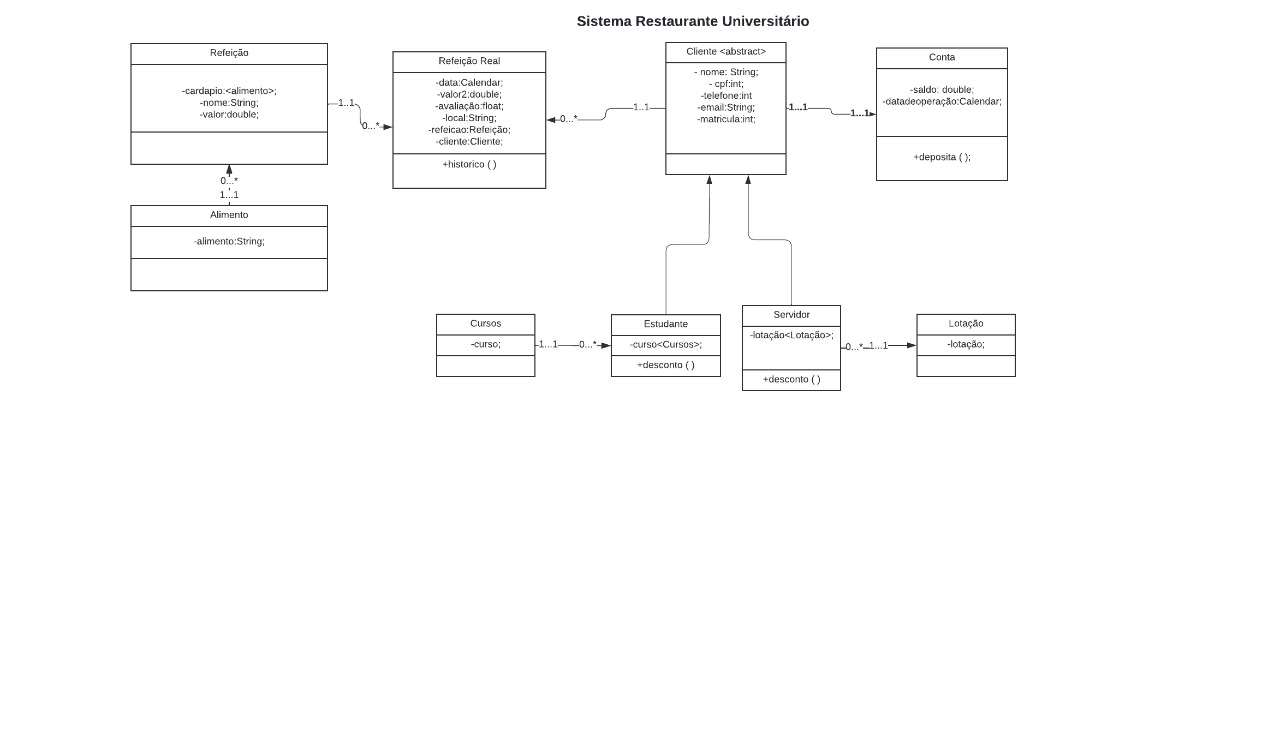 Sistema Restaurante Universitário
Refeição
-cardapio:<alimento>;
-nome:String;
-valor:double;
1..1
0...*
Refeição Real
-data:Calendar;
-valor2:double;
-avaliação:float;
-local:String;
-refeicao:Refeição;
-cliente:Cliente;
+historico ( )
0...*
1..1
Cliente <abstract>
- nome: String;
- cpf:int;
-telefone:int
-email:String;
-matricula:int;
1...1
1...1
Conta
-saldo: double;
-datadeoperação:Calendar;
+deposita ( );
0...*
1...1
Alimento
-alimento:String;
Cursos
-curso;
1...1
0...*
Estudante
-curso<Cursos>;
+desconto ( )
Servidor
-lotação<Lotação>;
+desconto ( )
0...*
1...1
Lotação
-lotação;